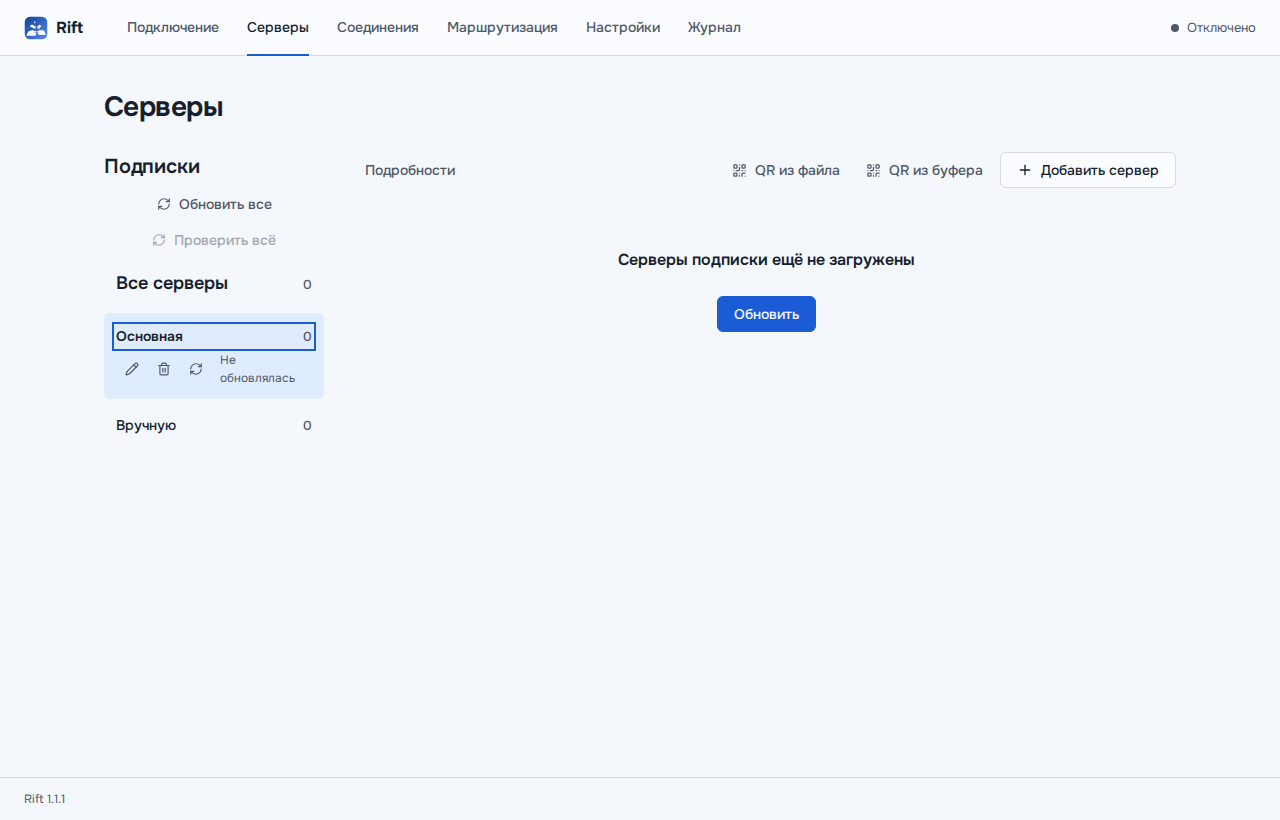 Rift
Подключение
Серверы
Соединения
Маршрутизация
Настройки
Журнал
Отключено
Серверы
Подписки
Обновить все
Проверить всё
Все серверы 0
Основная 0
Не
обновлялась
Вручную 0
Подробности
QR из файла
QR из буфера
Добавить сервер
Серверы подписки ещё не загружены
Обновить
Rift 1.1.1